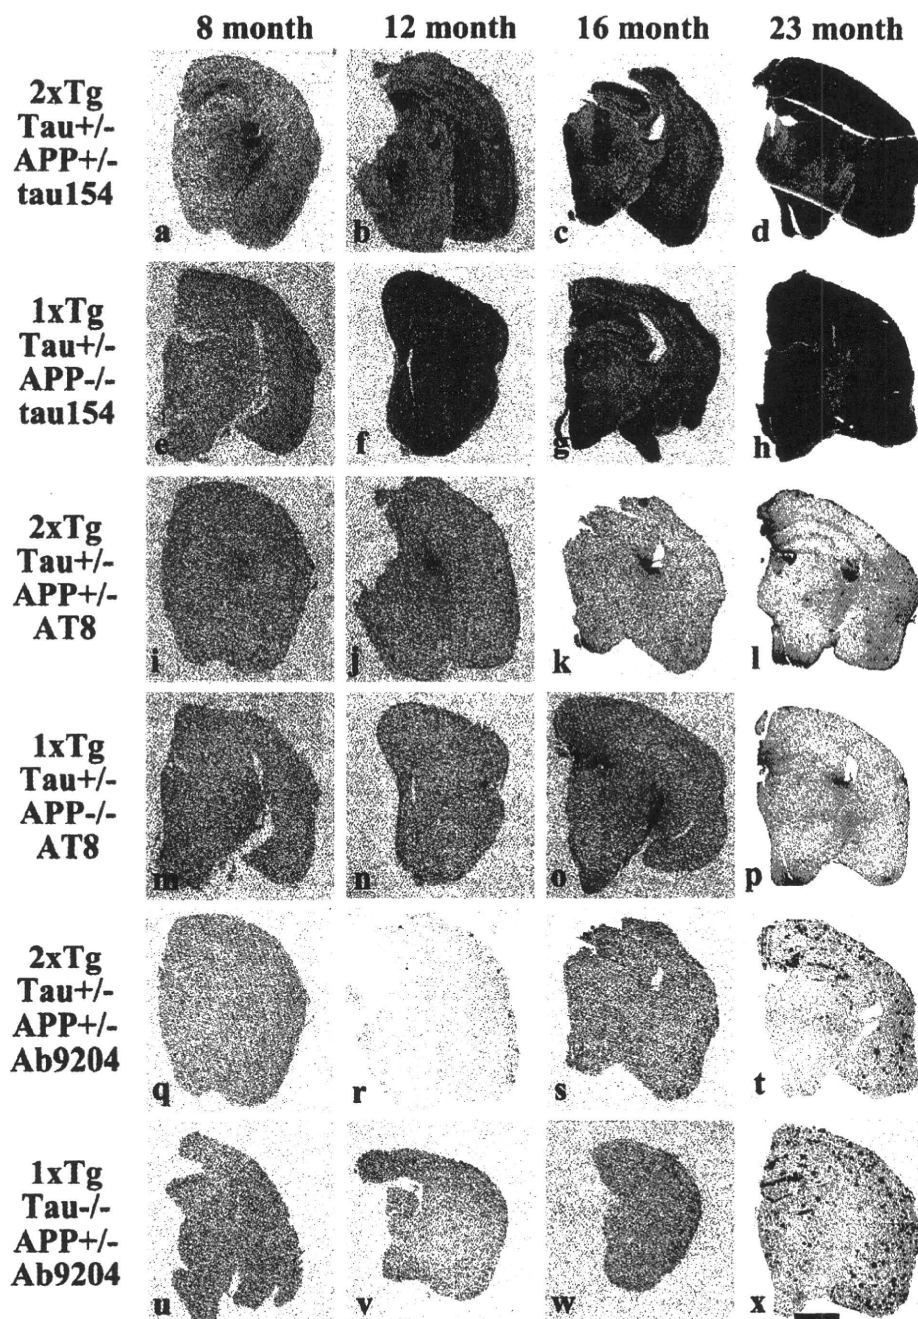 8 month 12 month 16 month 23 month
2xTg
Tau+/-
APP+/-
tau154
a b c d
1xTg
Tau+/-
APP-/-
tau154
e f g h
2xTg
Tau+/-
APP+/-
AT8
i j k l
1xTg
Tau+/-
APP-/-
AT8
m n o p
2xTg
Tau+/-
APP+/-
Ab9204
q r s t
1xTg
Tau-/-
APP+/-
Ab9204
u v w x